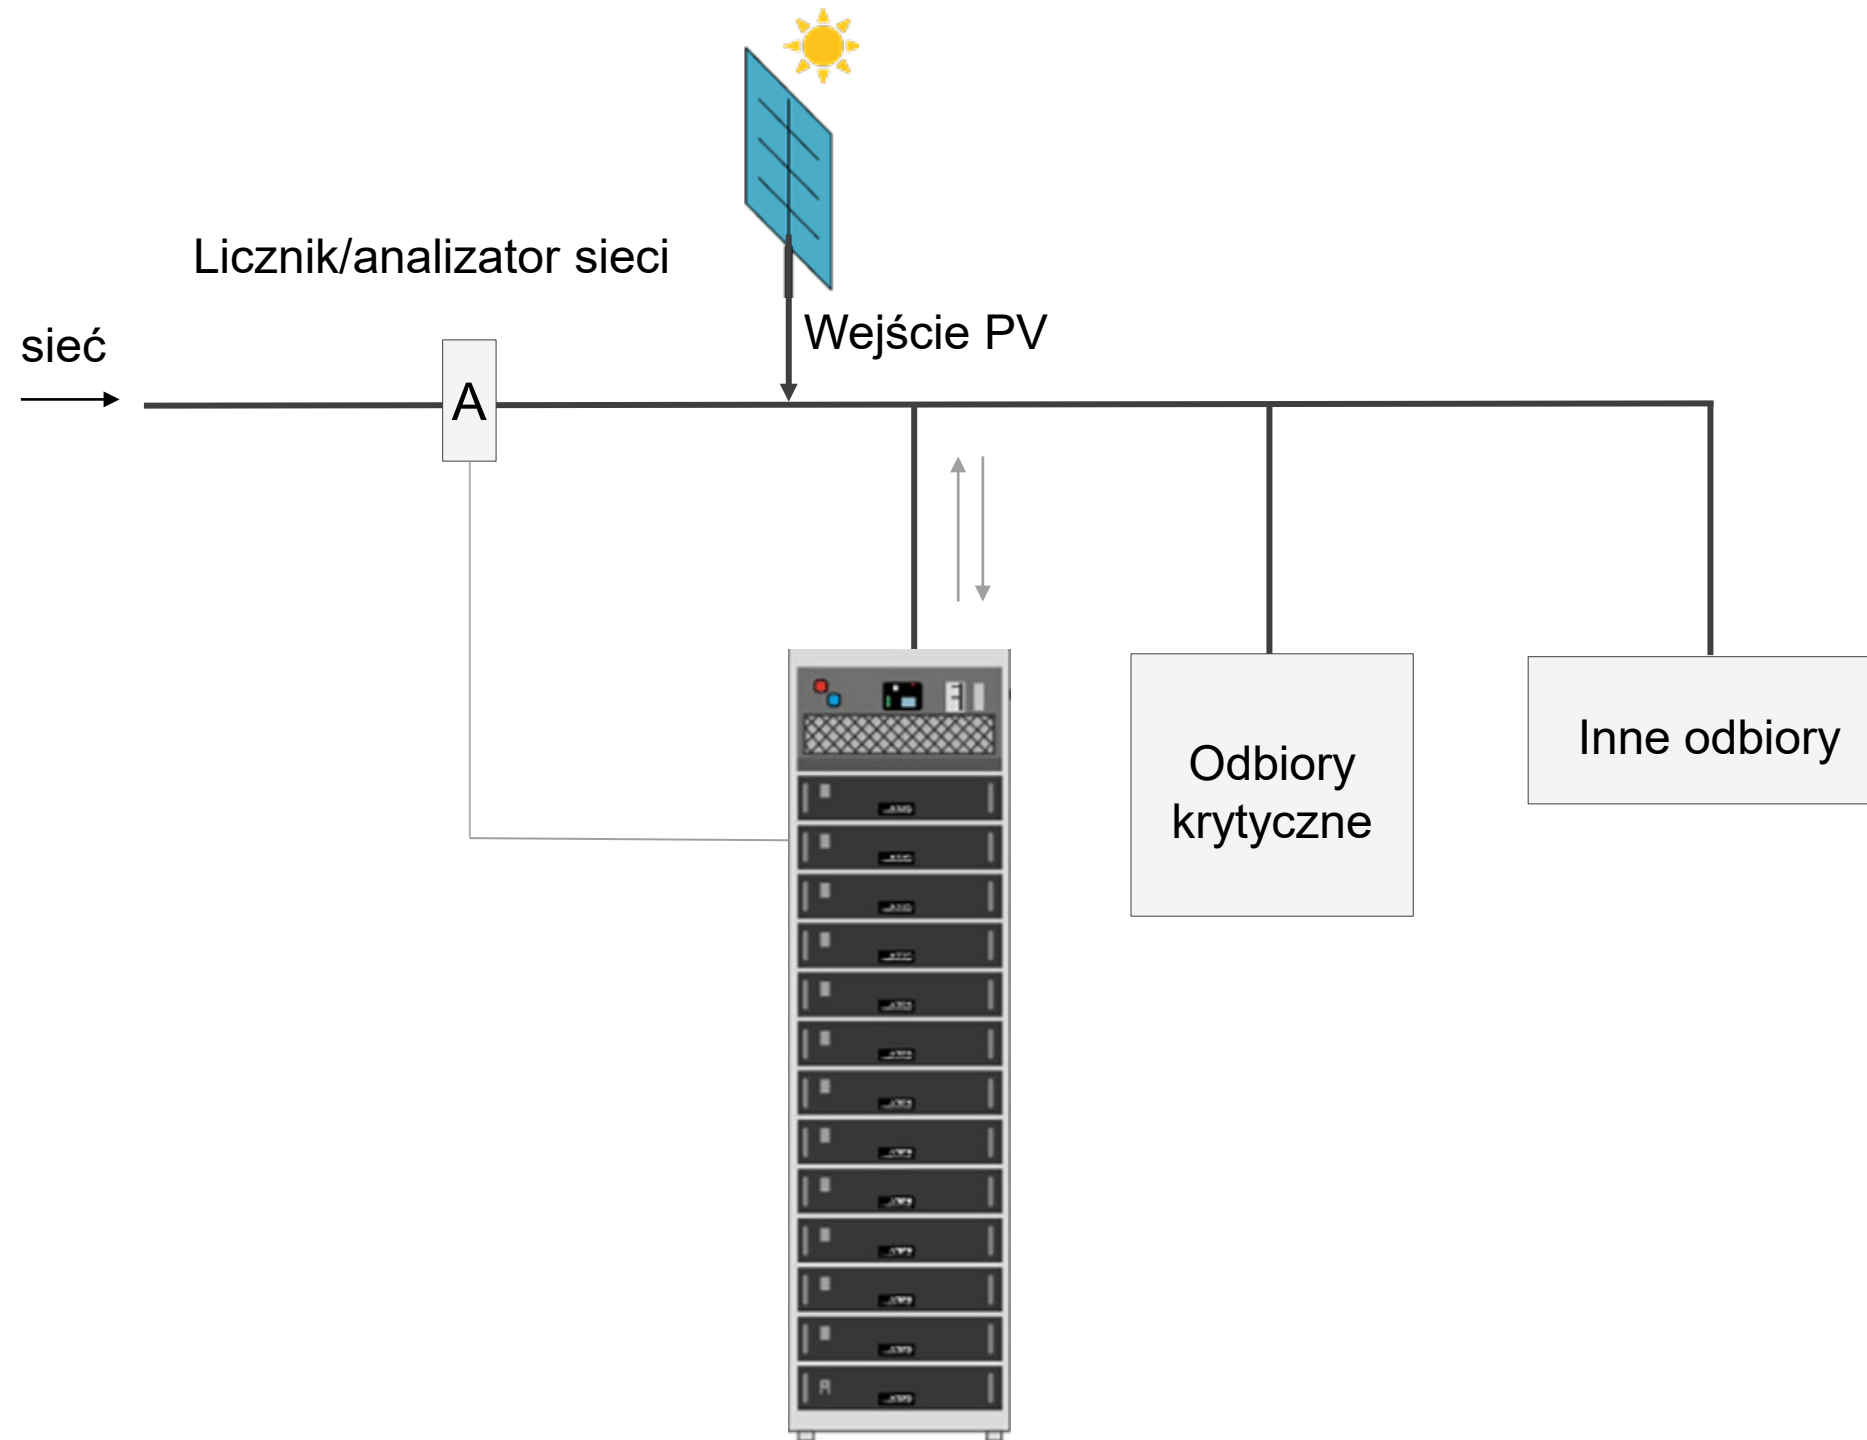 Licznik/analizator sieci
sieć
Wejście PV
A
Odbiory
krytyczne
Inne odbiory